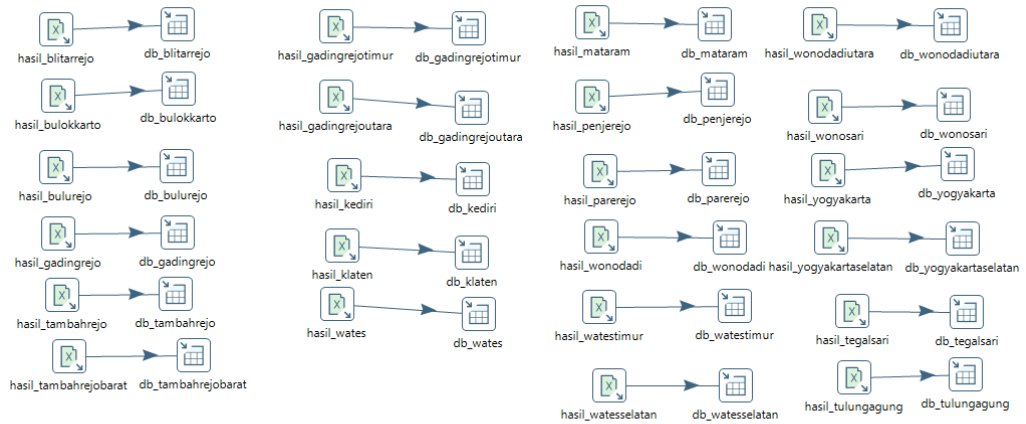 hasil_blitarrejo
db_blitarrejo
hasil_bulokkarto
db_bulokkarto
hasil_bulurejo
db_bulurejo
hasil_gadingrejo
db_gadingrejo
hasil_tambahrejo
db_tambahrejo
hasil_tambahrejobarat
db_tambahrejobarat
hasil_gadingrejotimur
db_gadingrejotimur
hasil_gadingrejoutara
db_gadingrejoutara
hasil_kediri
db_kediri
hasil_klaten
db_klaten
hasil_wates
db_wates
hasil_mataram
db_mataram
hasil_penjerejo
db_penjerejo
hasil_parerejo
db_parerejo
hasil_wonodadi
db_wonodadi
hasil_watestimur
db_watestimur
hasil_watesselatan
db_watesselatan
hasil_wonodadiutara
db_wonodadiutara
hasil_wonosari
db_wonosari
hasil_yogyakarta
db_yogyakarta
hasil_yogyakartaselatan
db_yogyakartaselatan
hasil_tegalsari
db_tegalsari
hasil_tulungagung
db_tulungagung